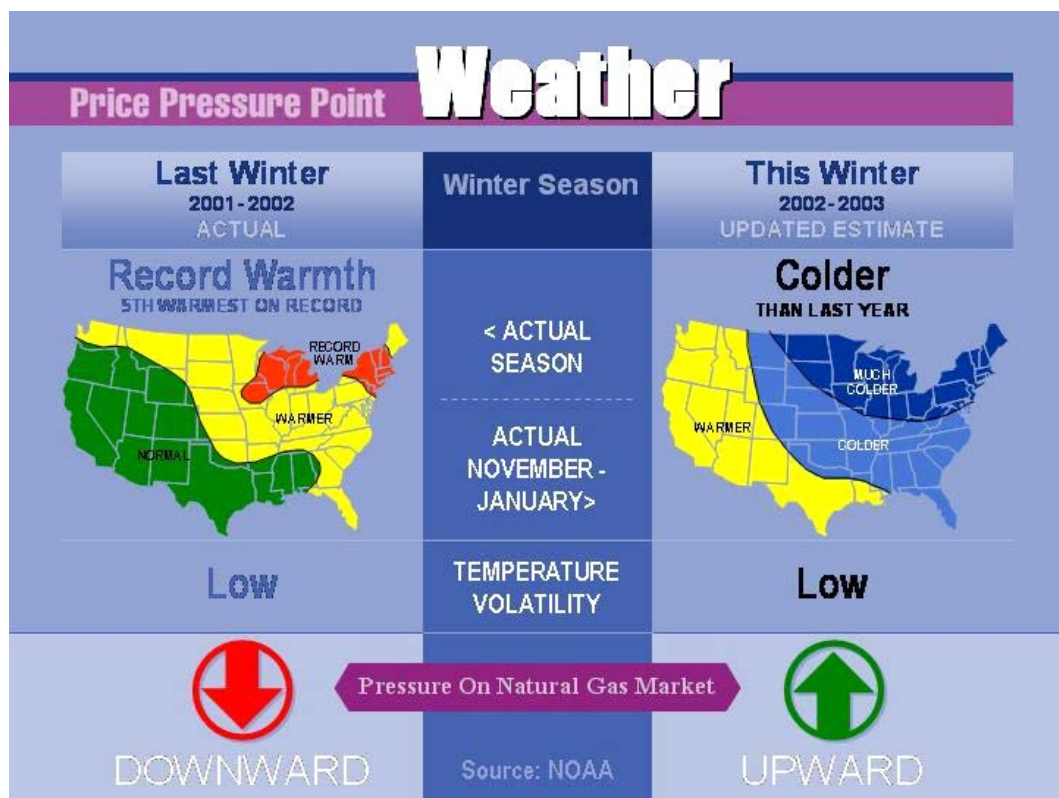 Weather
Price Pressure Point
Last Winter
2001-2002
ACTUAL
Winter Season
This Winter
2002-2003
UPDATED ESTIMATE
Record Warmth
5TH WARMEST ON RECORD
RECORD
WARM
WARMER
NORMAL
< ACTUAL
SEASON
ACTUAL
NOVEMBER -
JANUARY>
Colder
THAN LAST YEAR
MUCH
COLDER
WARMER
COLDER
Low
TEMPERATURE
VOLATILITY
Low
Pressure On Natural Gas Market
DOWNWARD
Source: NOAA
UPWARD